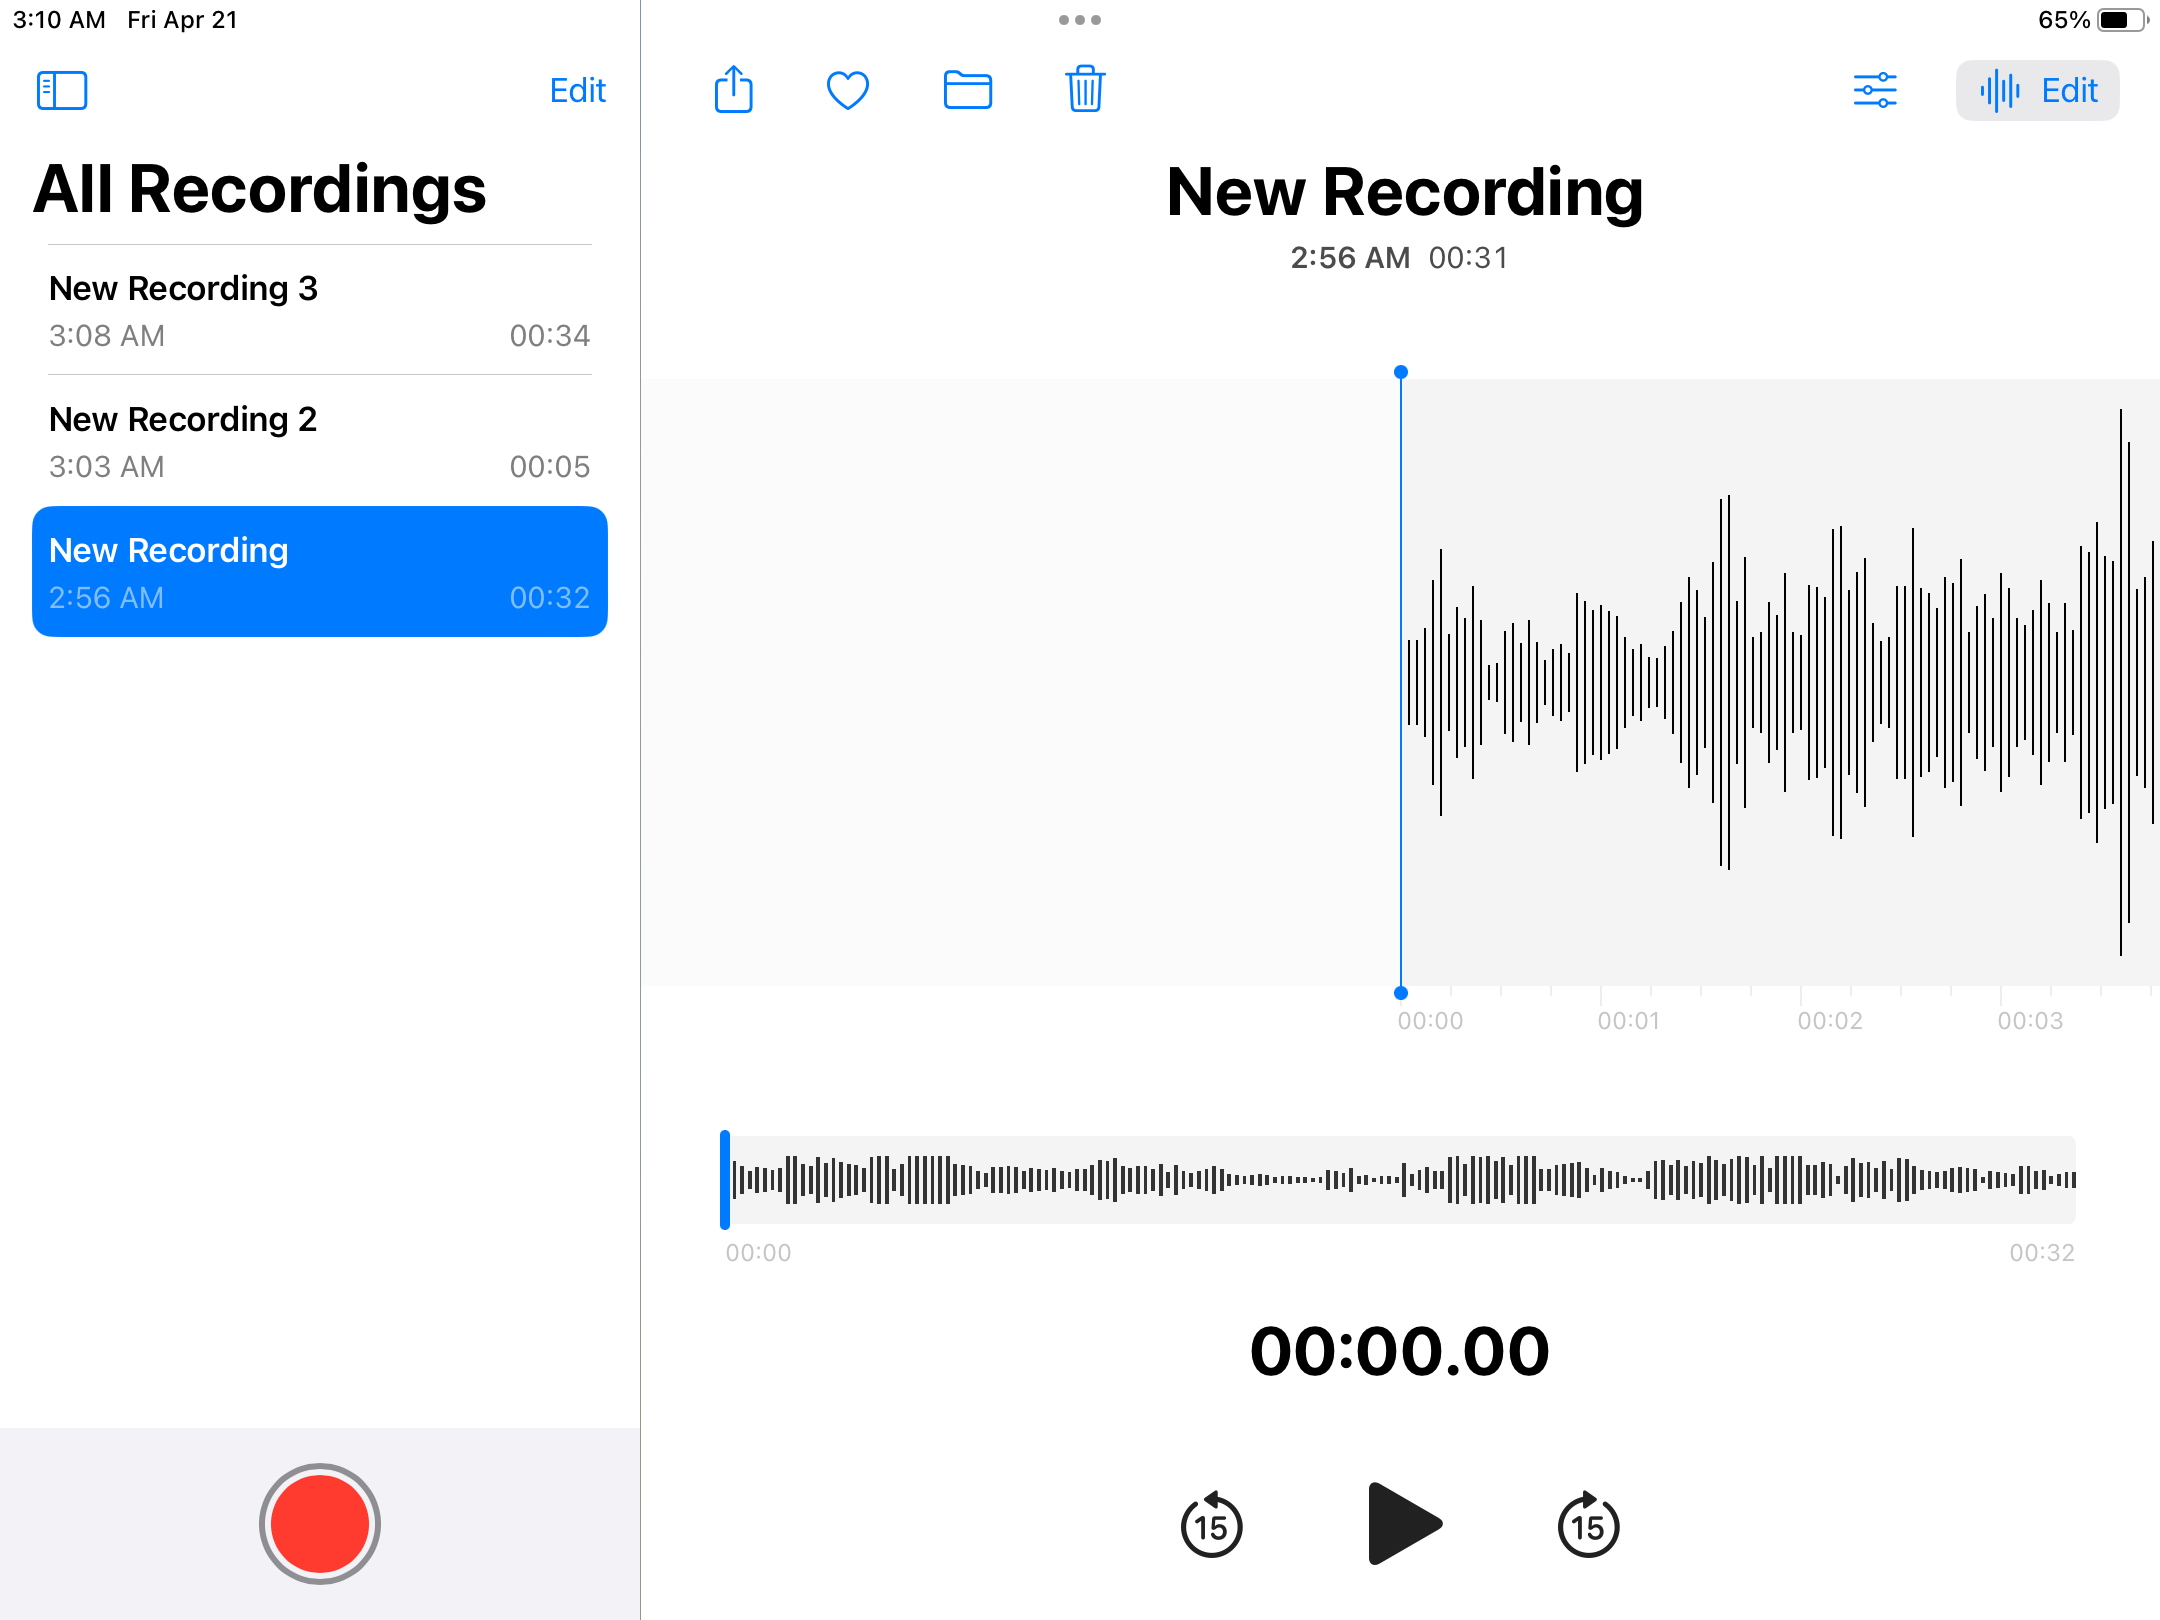 3:10 AM Fri Apr 21
65%
Edit
All Recordings
New Recording 3
3:08 AM 00:34
New Recording 2
3:03 AM 00:05
New Recording
2:56 AM 00:32
Edit
New Recording
2:56 AM 00:31
00:00 00:01 00:02 00:03
00:00 00:32
00:00.00
15 15